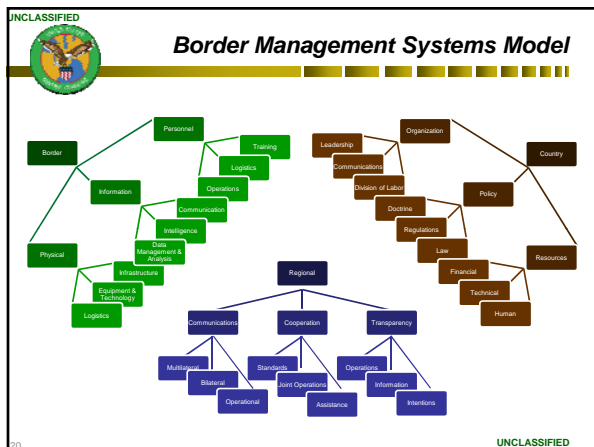 UNCLASSIFIED
Border Management Systems Model
Personnel
Border
Information
Physical
Training
Logistics
Operations
Communication
Intelligence
Data
Management &
Analysis
Infrastructure
Equipment &
Technology
Logistics
Organization
Country
Policy
Resources
Leadership
Communications
Division of Labor
Doctrine
Regulations
Law
Financial
Technical
Human
Regional
Communications
Cooperation
Transparency
Multilateral
Bilateral
Operational
Standards
Joint Operations
Assistance
Operations
Information
Intentions
20
UNCLASSIFIED